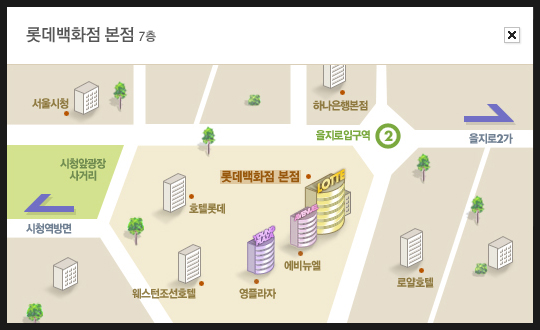 롯데백화점 본점 7층
서울시청
하나은행본점
을지로입구역 2
을지로2가
시청앞광장
사거리
롯데백화점 본점
LOTTE
호텔롯데
시청역방면
에비뉴엘
웨스턴조선호텔
영플라자
로얄호텔